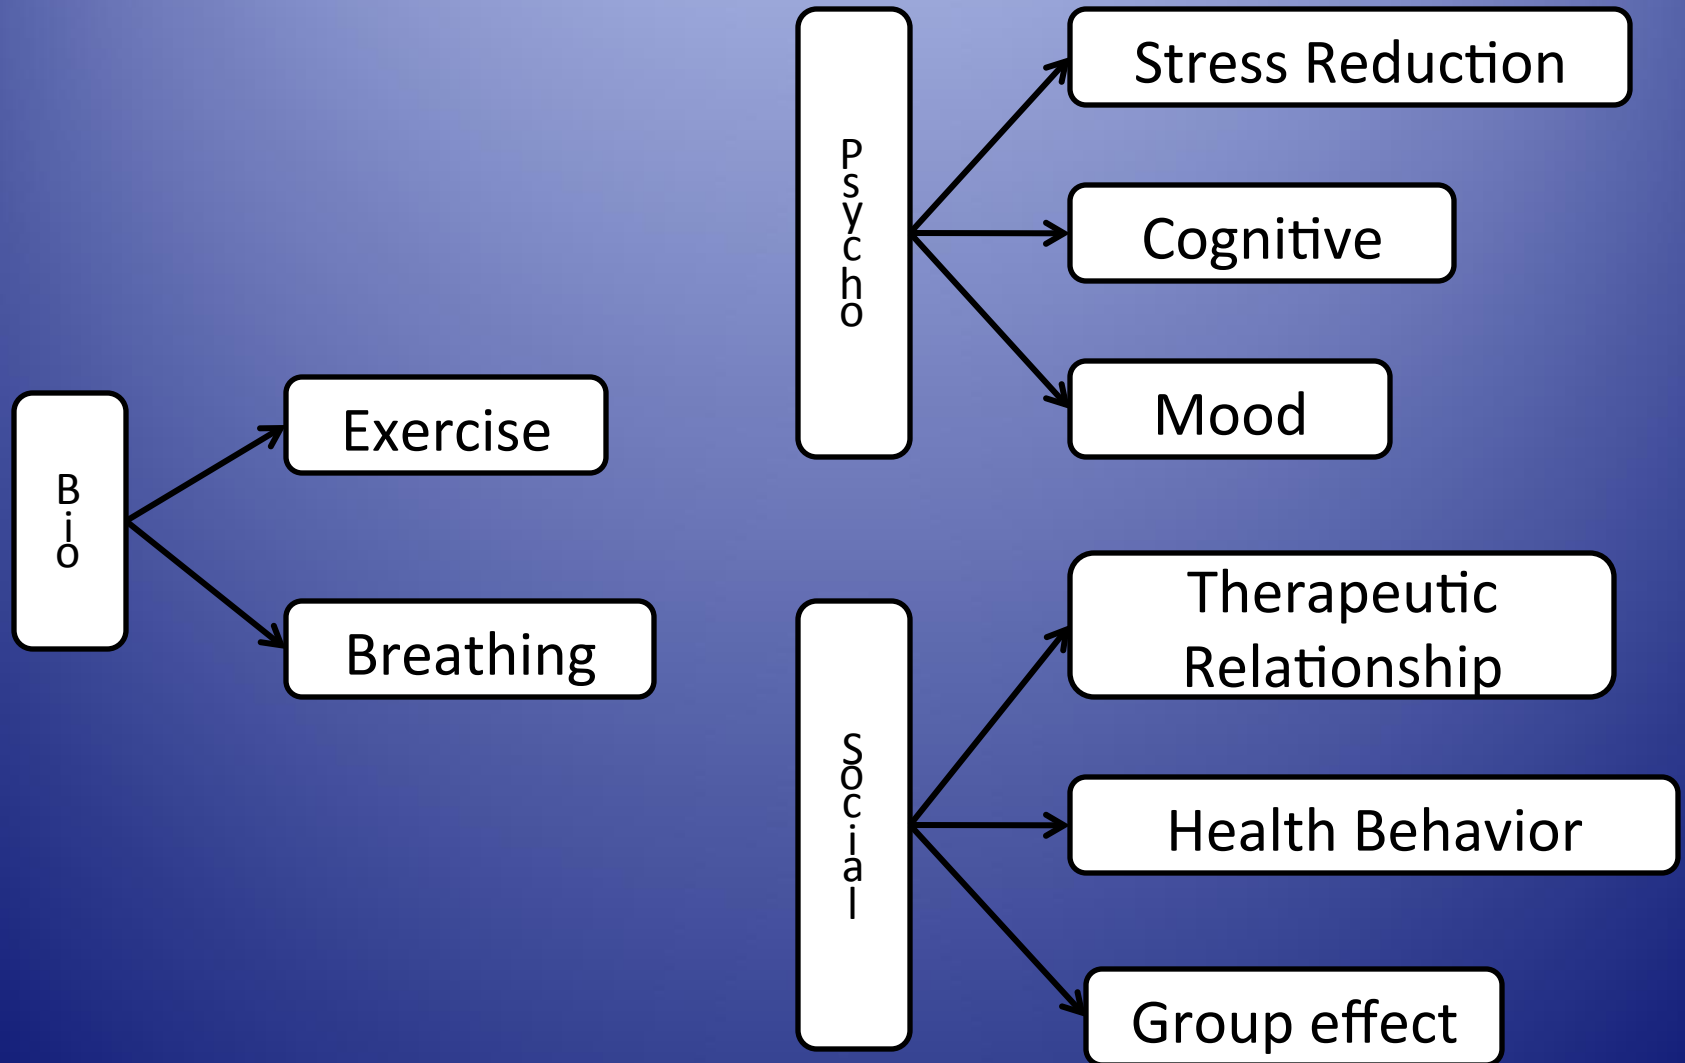 Bio
Exercise
Breathing
Psycho
Stress Reduction
Cognitive
Mood
Social
Therapeutic
Relationship
Health Behavior
Group effect